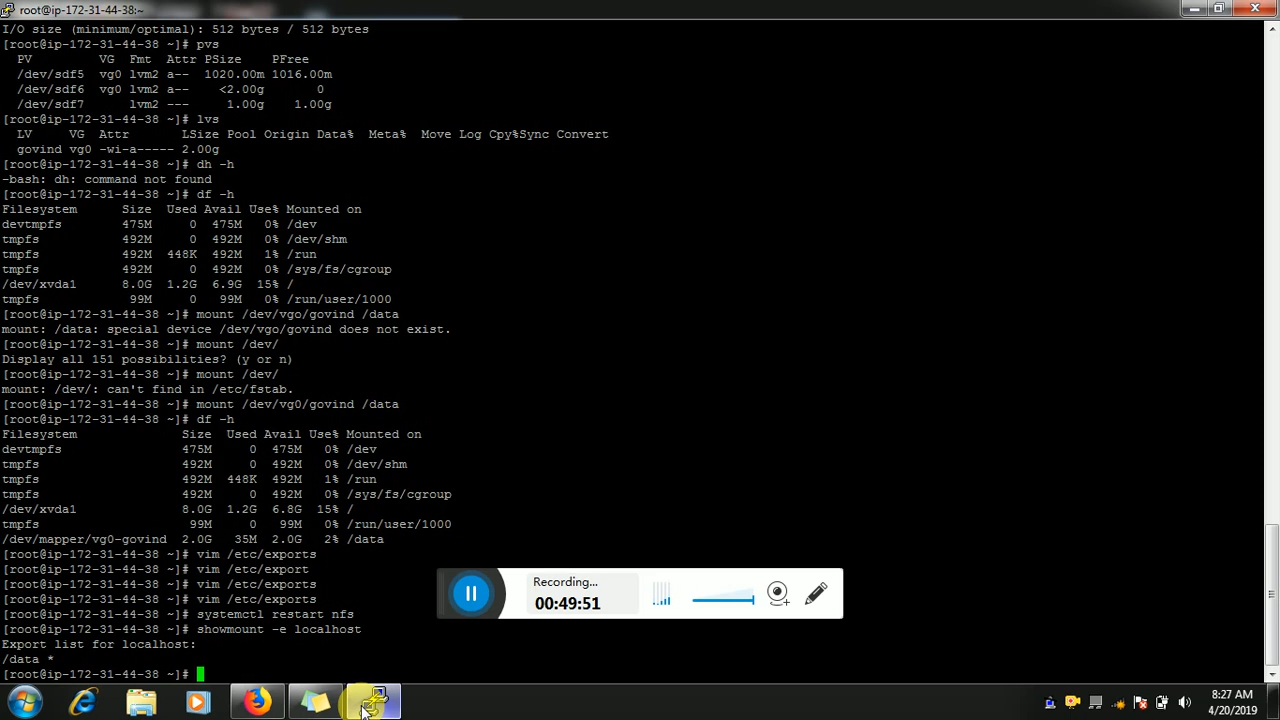 root@ip-172-31-44-38:~
I/O size (minimum/optimal): 512 bytes / 512 bytes
[root@ip-172-31-44-38 ~]# pvs
  PV         VG  Fmt  Attr PSize    PFree
  /dev/sdf5  vg0 lvm2 a--  1020.00m 1016.00m
  /dev/sdf6  vg0 lvm2 a--    <2.00g       0
  /dev/sdf7      lvm2 ---     1.00g    1.00g
[root@ip-172-31-44-38 ~]# lvs
  LV     VG  Attr       LSize Pool Origin Data%  Meta%  Move Log Cpy%Sync Convert
  govind vg0 -wi-a----- 2.00g
[root@ip-172-31-44-38 ~]# dh -h
-bash: dh: command not found
[root@ip-172-31-44-38 ~]# df -h
Filesystem      Size  Used Avail Use% Mounted on
devtmpfs        475M     0  475M   0% /dev
tmpfs           492M     0  492M   0% /dev/shm
tmpfs           492M  448K  492M   1% /run
tmpfs           492M     0  492M   0% /sys/fs/cgroup
/dev/xvda1      8.0G  1.2G  6.9G  15% /
tmpfs            99M     0   99M   0% /run/user/1000
[root@ip-172-31-44-38 ~]# mount /dev/vgo/govind /data
mount: /data: special device /dev/vgo/govind does not exist.
[root@ip-172-31-44-38 ~]# mount /dev/
Display all 151 possibilities? (y or n)
[root@ip-172-31-44-38 ~]# mount /dev/
mount: /dev/: can't find in /etc/fstab.
[root@ip-172-31-44-38 ~]# mount /dev/vg0/govind /data
[root@ip-172-31-44-38 ~]# df -h
Filesystem              Size  Used Avail Use% Mounted on
devtmpfs                475M     0  475M   0% /dev
tmpfs                   492M     0  492M   0% /dev/shm
tmpfs                   492M  448K  492M   1% /run
tmpfs                   492M     0  492M   0% /sys/fs/cgroup
/dev/xvda1              8.0G  1.2G  6.8G  15% /
tmpfs                    99M     0   99M   0% /run/user/1000
/dev/mapper/vg0-govind  2.0G   35M  2.0G   2% /data
[root@ip-172-31-44-38 ~]# vim /etc/exports
[root@ip-172-31-44-38 ~]# vim /etc/export
[root@ip-172-31-44-38 ~]# vim /etc/exports
[root@ip-172-31-44-38 ~]# vim /etc/exports
[root@ip-172-31-44-38 ~]# systemctl restart nfs
[root@ip-172-31-44-38 ~]# showmount -e localhost
Export list for localhost:
/data *
[root@ip-172-31-44-38 ~]#
Recording...
00:49:51
8:27 AM
4/20/2019